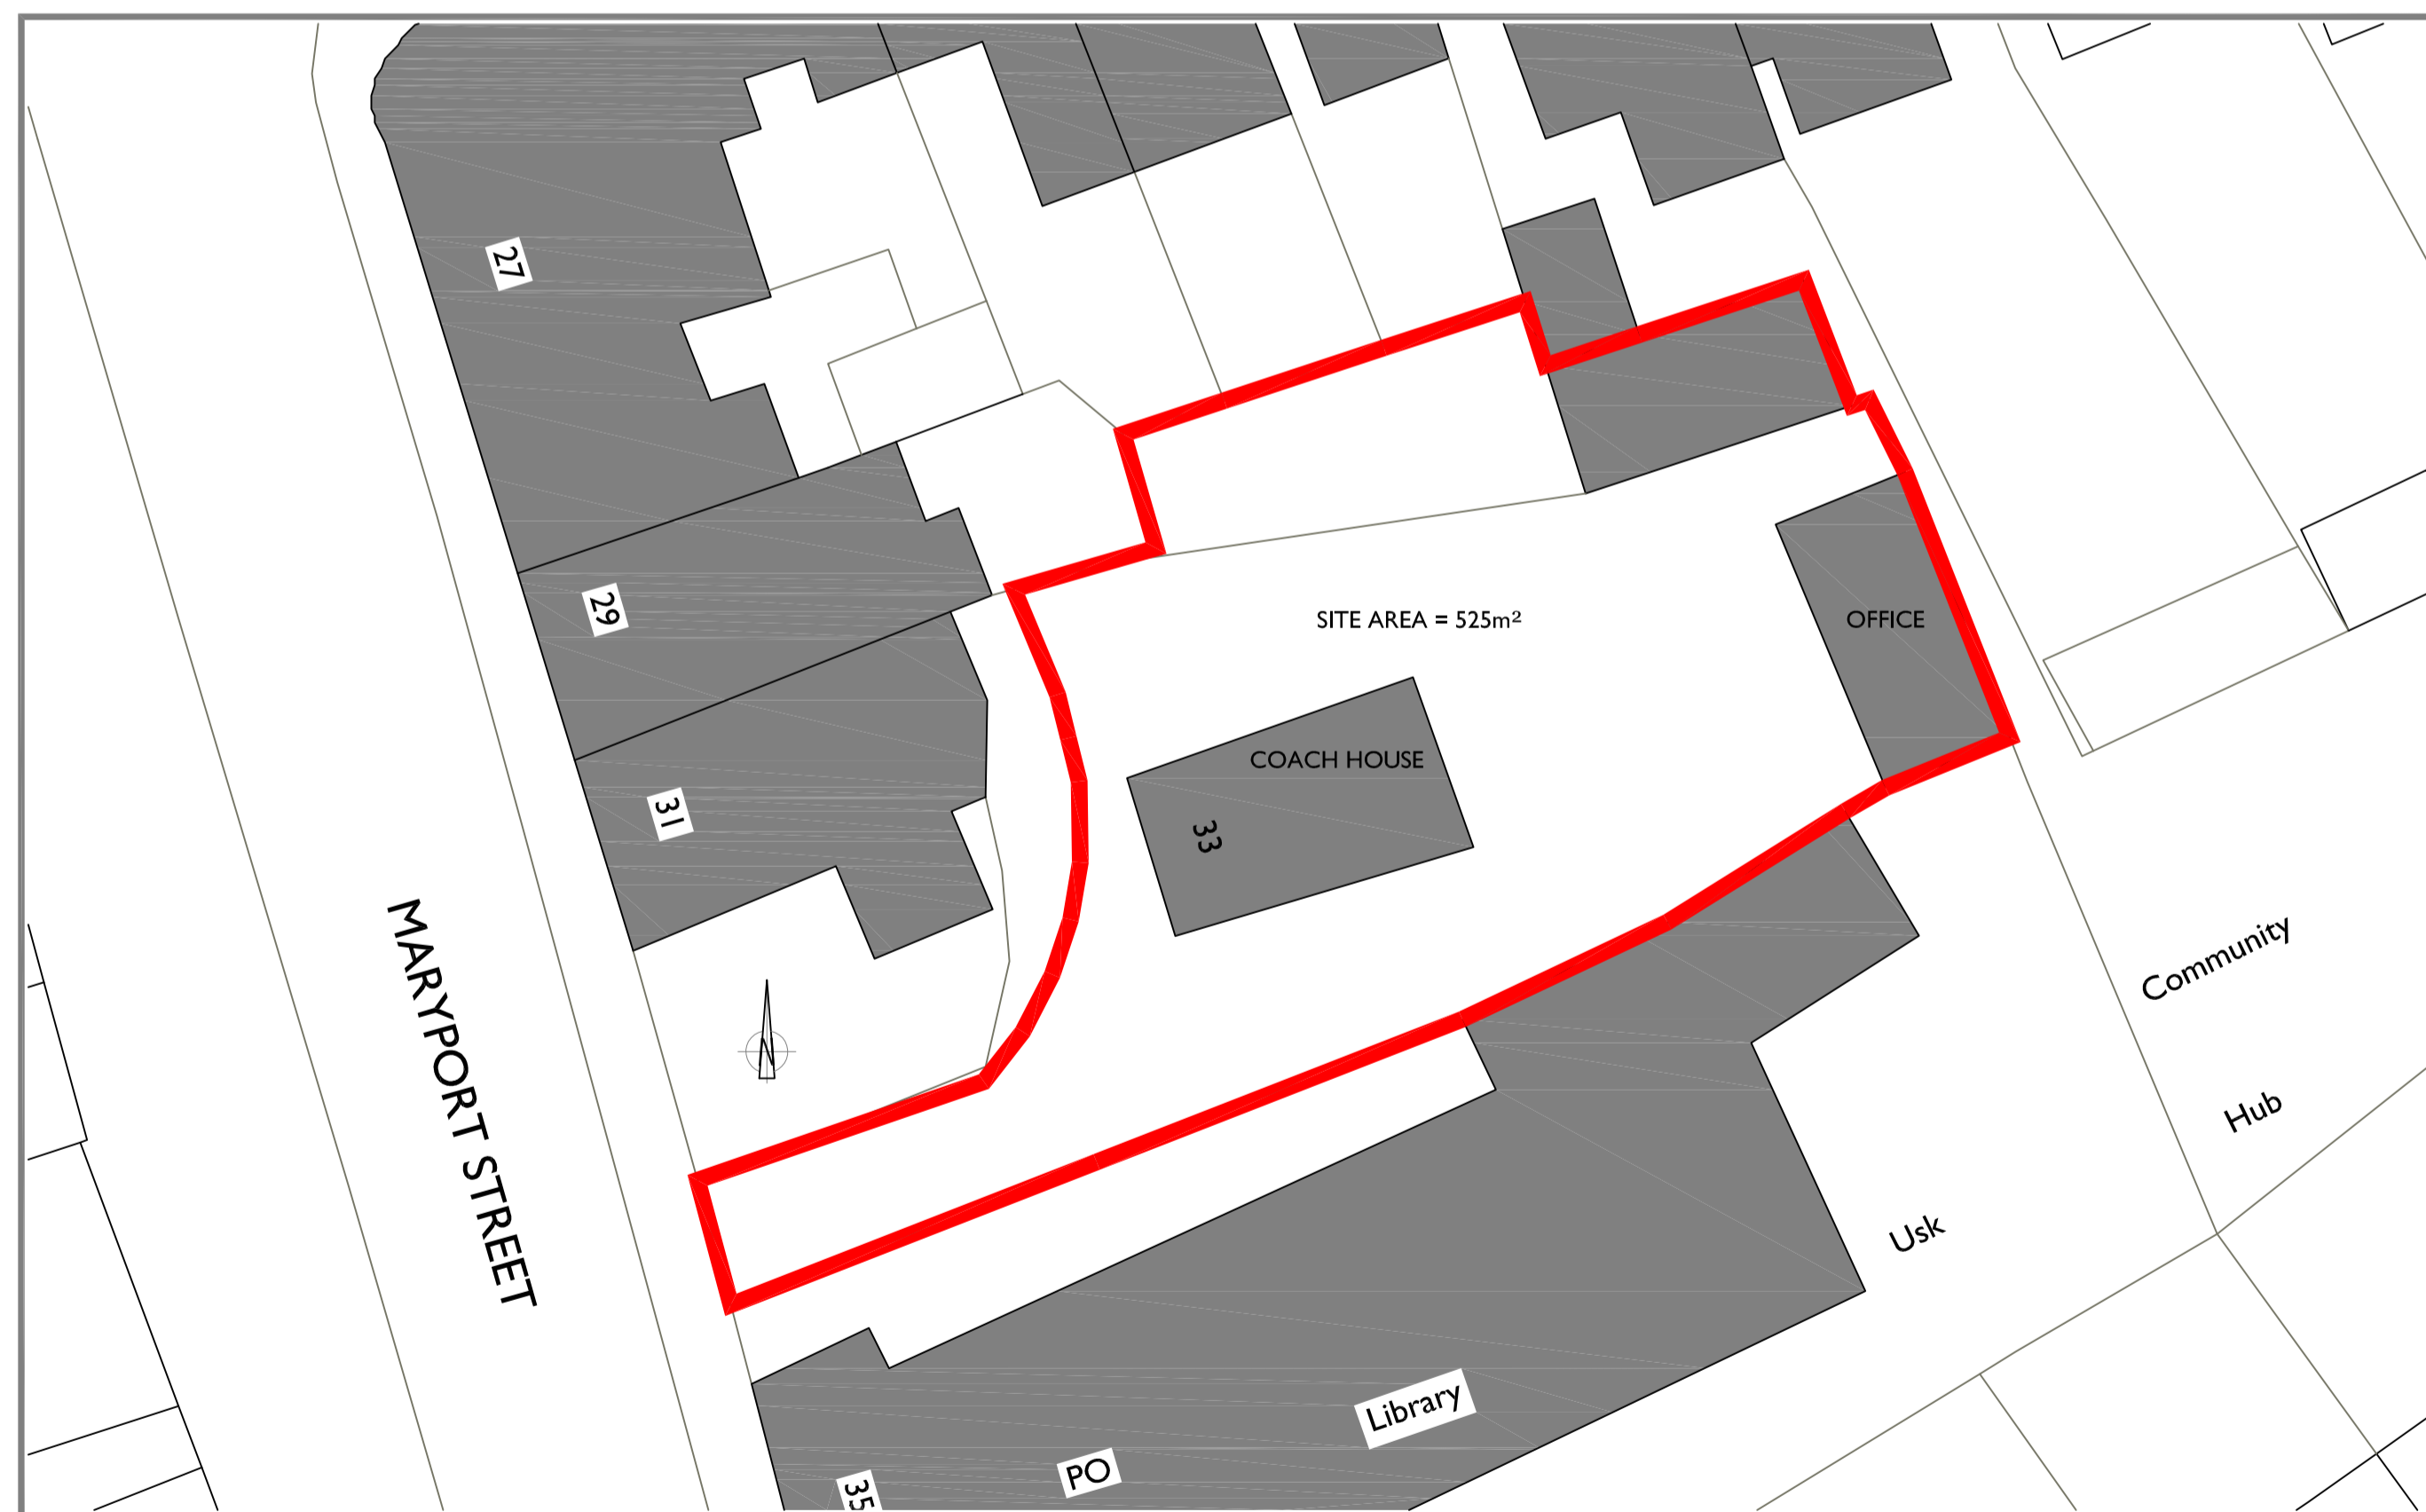 27
29
SITE AREA = 525m²
OFFICE
COACH HOUSE
31
33
MARYPORT STREET
N
Community
Hub
Usk
Library
PO
35